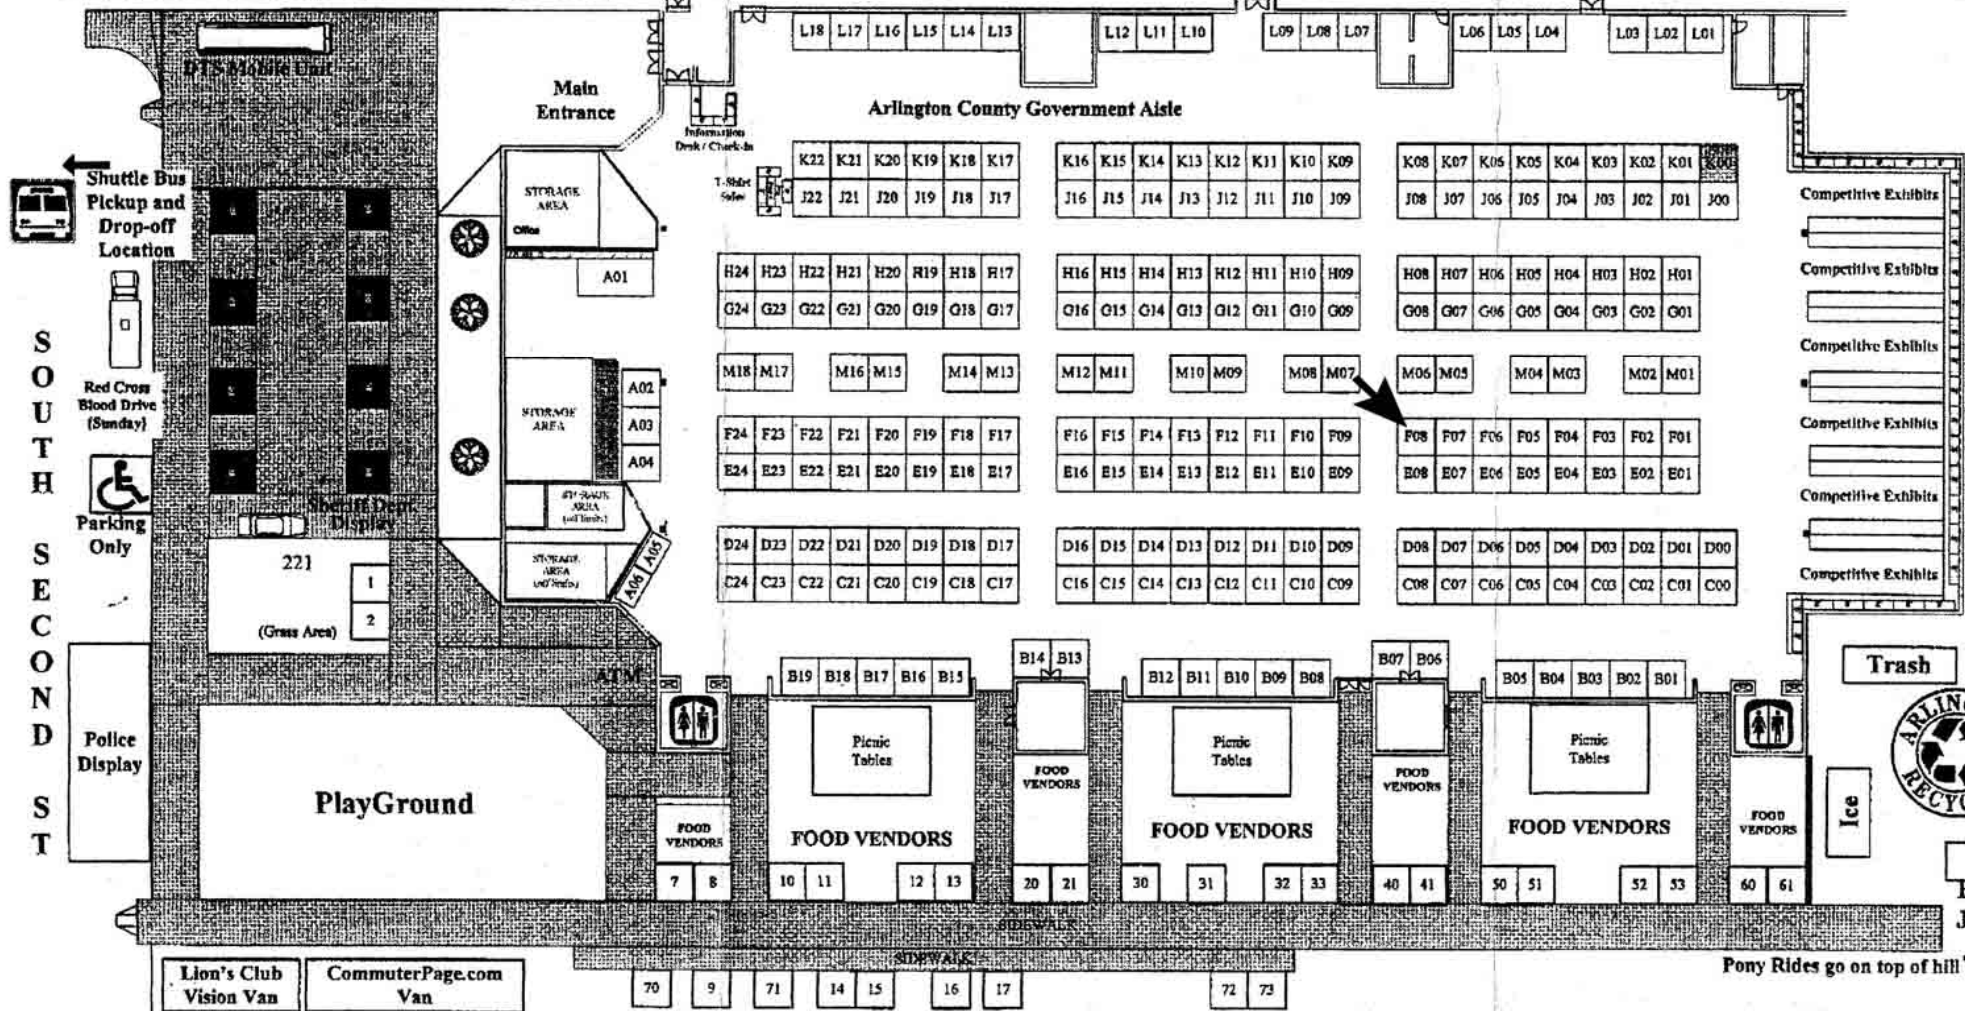 L18 L17 L16 L15 L14 L13 L12 L11 L10 L09 L08 L07 L06 L05 L04 L03 L02 L01
DTS Mobile Unit
Main
Entrance
Arlington County Government Aisle
Information
Desk / Check-In
Shuttle Bus
Pickup and
Drop-off
Location
STORAGE
AREA
Office
T-Shirt
Sales
K22 K21 K20 K19 K18 K17 K16 K15 K14 K13 K12 K11 K10 K09 K08 K07 K06 K05 K04 K03 K02 K01 K00
J22 J21 J20 J19 J18 J17 J16 J15 J14 J13 J12 J11 J10 J09 J08 J07 J06 J05 J04 J03 J02 J01 J00
Competitive Exhibits
A01
H24 H23 H22 H21 H20 H19 H18 H17 H16 H15 H14 H13 H12 H11 H10 H09 H08 H07 H06 H05 H04 H03 H02 H01
Competitive Exhibits
G24 G23 G22 G21 G20 G19 G18 G17 G16 G15 G14 G13 G12 G11 G10 G09 G08 G07 G06 G05 G04 G03 G02 G01
Competitive Exhibits
M18 M17 M16 M15 M14 M13 M12 M11 M10 M09 M08 M07 M06 M05 M04 M03 M02 M01
SOUTH SECOND ST
Red Cross
Blood Drive
(Sunday)
STORAGE
AREA
A02
A03
A04
Competitive Exhibits
F24 F23 F22 F21 F20 F19 F18 F17 F16 F15 F14 F13 F12 F11 F10 F09 F08 F07 F06 F05 F04 F03 F02 F01
E24 E23 E22 E21 E20 E19 E18 E17 E16 E15 E14 E13 E12 E11 E10 E09 E08 E07 E06 E05 E04 E03 E02 E01
Competitive Exhibits
Parking
Only
Sheriff Dept.
Display
STORAGE
AREA
(off limits)
STORAGE
AREA
(off limits)
A05
A06
D24 D23 D22 D21 D20 D19 D18 D17 D16 D15 D14 D13 D12 D11 D10 D09 D08 D07 D06 D05 D04 D03 D02 D01 D00
C24 C23 C22 C21 C20 C19 C18 C17 C16 C15 C14 C13 C12 C11 C10 C09 C08 C07 C06 C05 C04 C03 C02 C01 C00
Competitive Exhibits
221
1
2
(Grass Area)
ATM
B19 B18 B17 B16 B15 B14 B13 B12 B11 B10 B09 B08 B07 B06 B05 B04 B03 B02 B01
Trash
Police
Display
PlayGround
Picnic
Tables
Picnic
Tables
Picnic
Tables
FOOD
VENDORS
FOOD
VENDORS
FOOD
VENDORS
FOOD
VENDORS
FOOD VENDORS
FOOD VENDORS
FOOD VENDORS
Ice
7 8 10 11 12 13 20 21 30 31 32 33 40 41 50 51 52 53 60 61
SIDEWALK
SIDEWALK
Lion's Club
Vision Van
CommuterPage.com
Van
70 9 71 14 15 16 17 72 73
Pony Rides go on top of hill